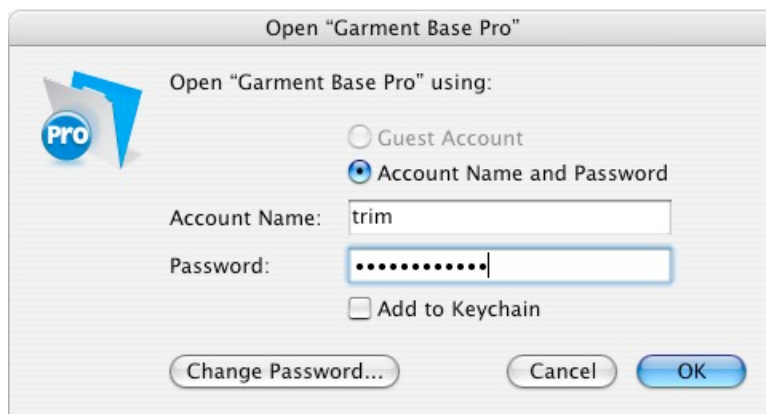 Open “Garment Base Pro”
Open “Garment Base Pro” using:
Pro
Guest Account
Account Name and Password
Account Name: trim
Password: ••••••••••••
Add to Keychain
Change Password... Cancel OK